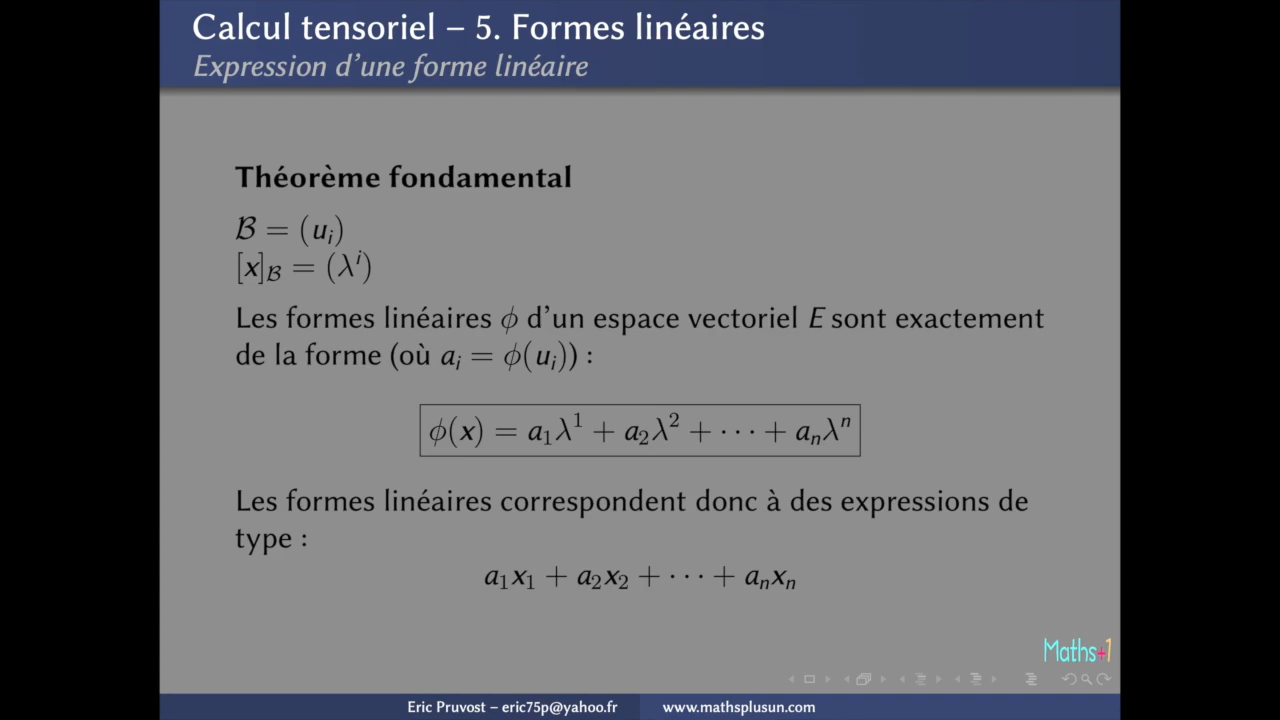 Calcul tensoriel – 5. Formes linéaires
Expression d'une forme linéaire
Théorème fondamental
ℬ = (uᵢ)
[x]ℬ = (λⁱ)
Les formes linéaires ϕ d'un espace vectoriel E sont exactement
de la forme (où aᵢ = ϕ(uᵢ)) :
ϕ(x) = a₁λ¹ + a₂λ² + ⋯ + aₙλⁿ
Les formes linéaires correspondent donc à des expressions de
type :
a₁x₁ + a₂x₂ + ⋯ + aₙxₙ
Maths+1
Eric Pruvost – eric75p@yahoo.fr www.mathsplusun.com